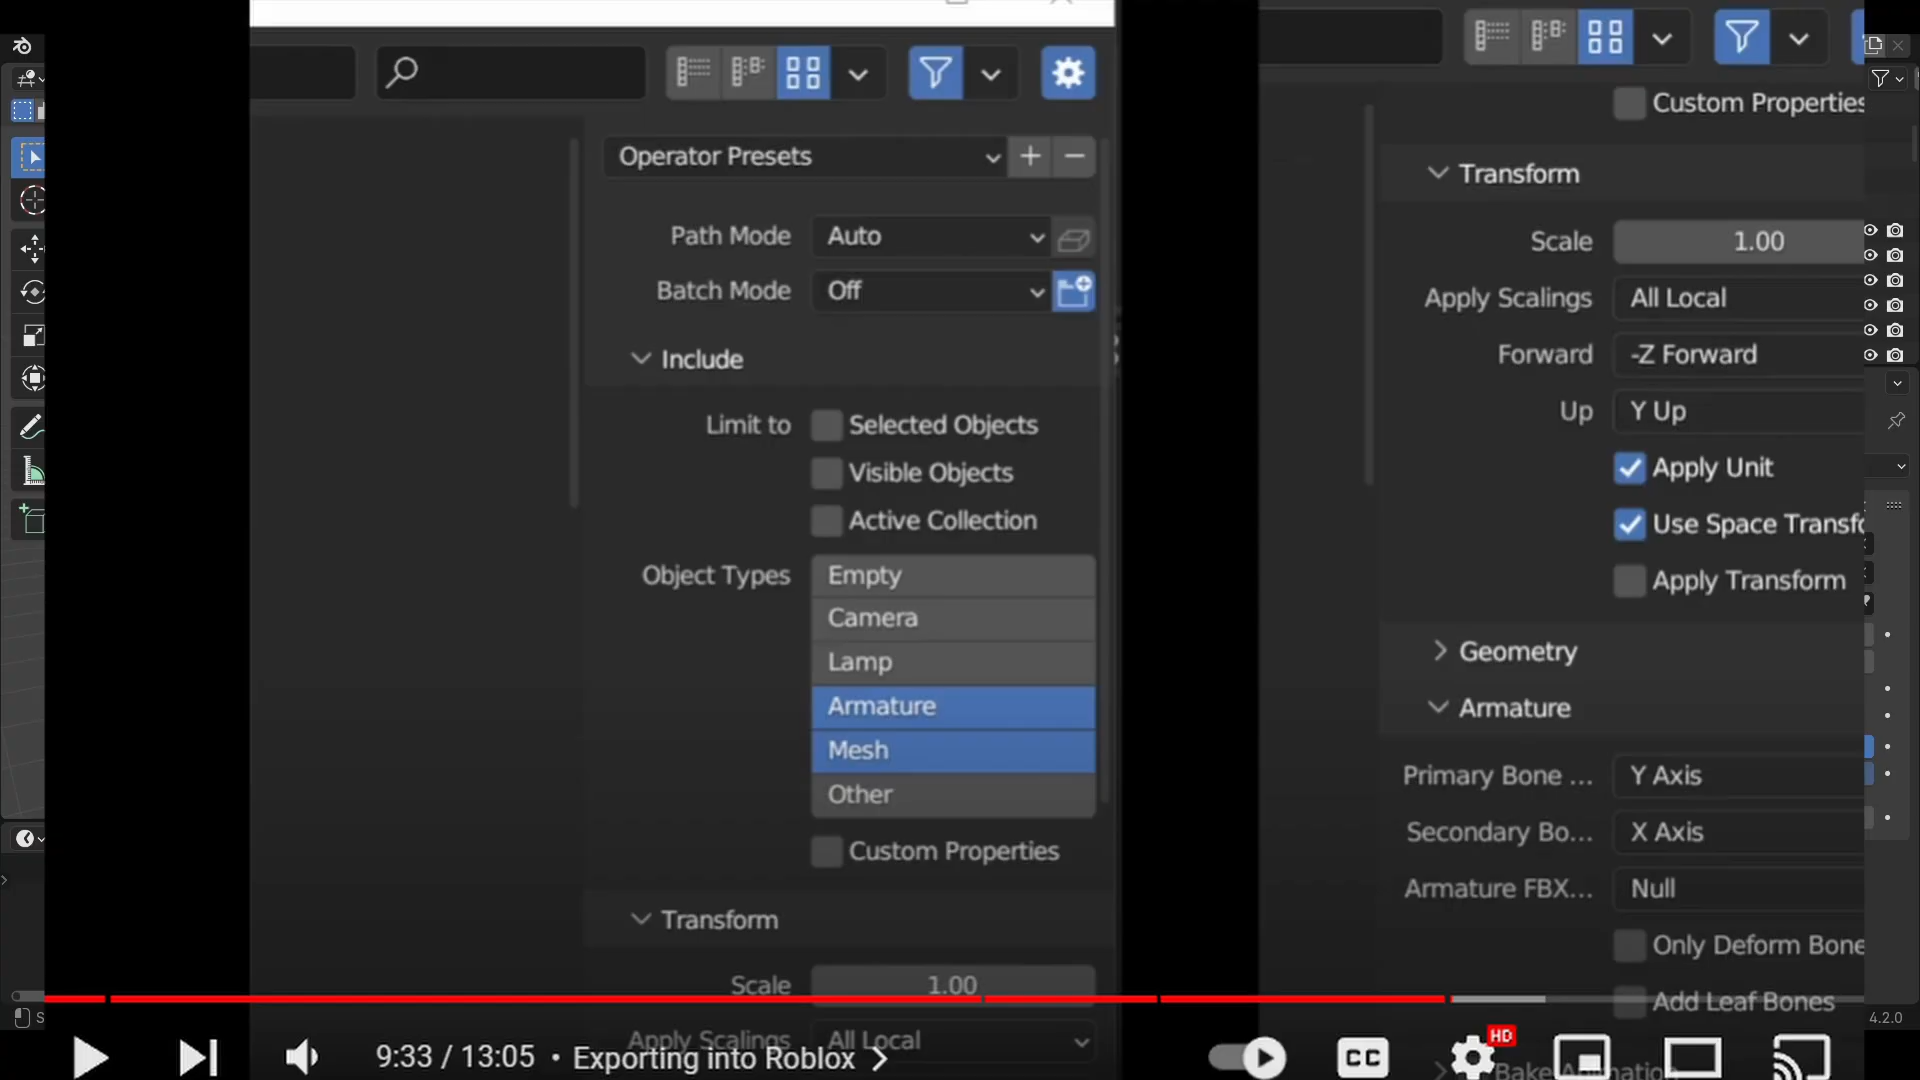 Operator Presets
Path Mode Auto
Batch Mode Off
Include
Limit to Selected Objects
Visible Objects
Active Collection
Object Types Empty
Camera
Lamp
Armature
Mesh
Other
Custom Properties
Transform
Scale 1.00
Apply Scalings All Local
Custom Properties
Transform
Scale 1.00
Apply Scalings All Local
Forward -Z Forward
Up Y Up
Apply Unit
Use Space Transfo
Apply Transform
Geometry
Armature
Primary Bone ... Y Axis
Secondary Bo... X Axis
Armature FBX... Null
Only Deform Bone
Add Leaf Bones
Bake Animation
S
4.2.0
9:33 / 13:05 • Exporting into Roblox
CC
HD